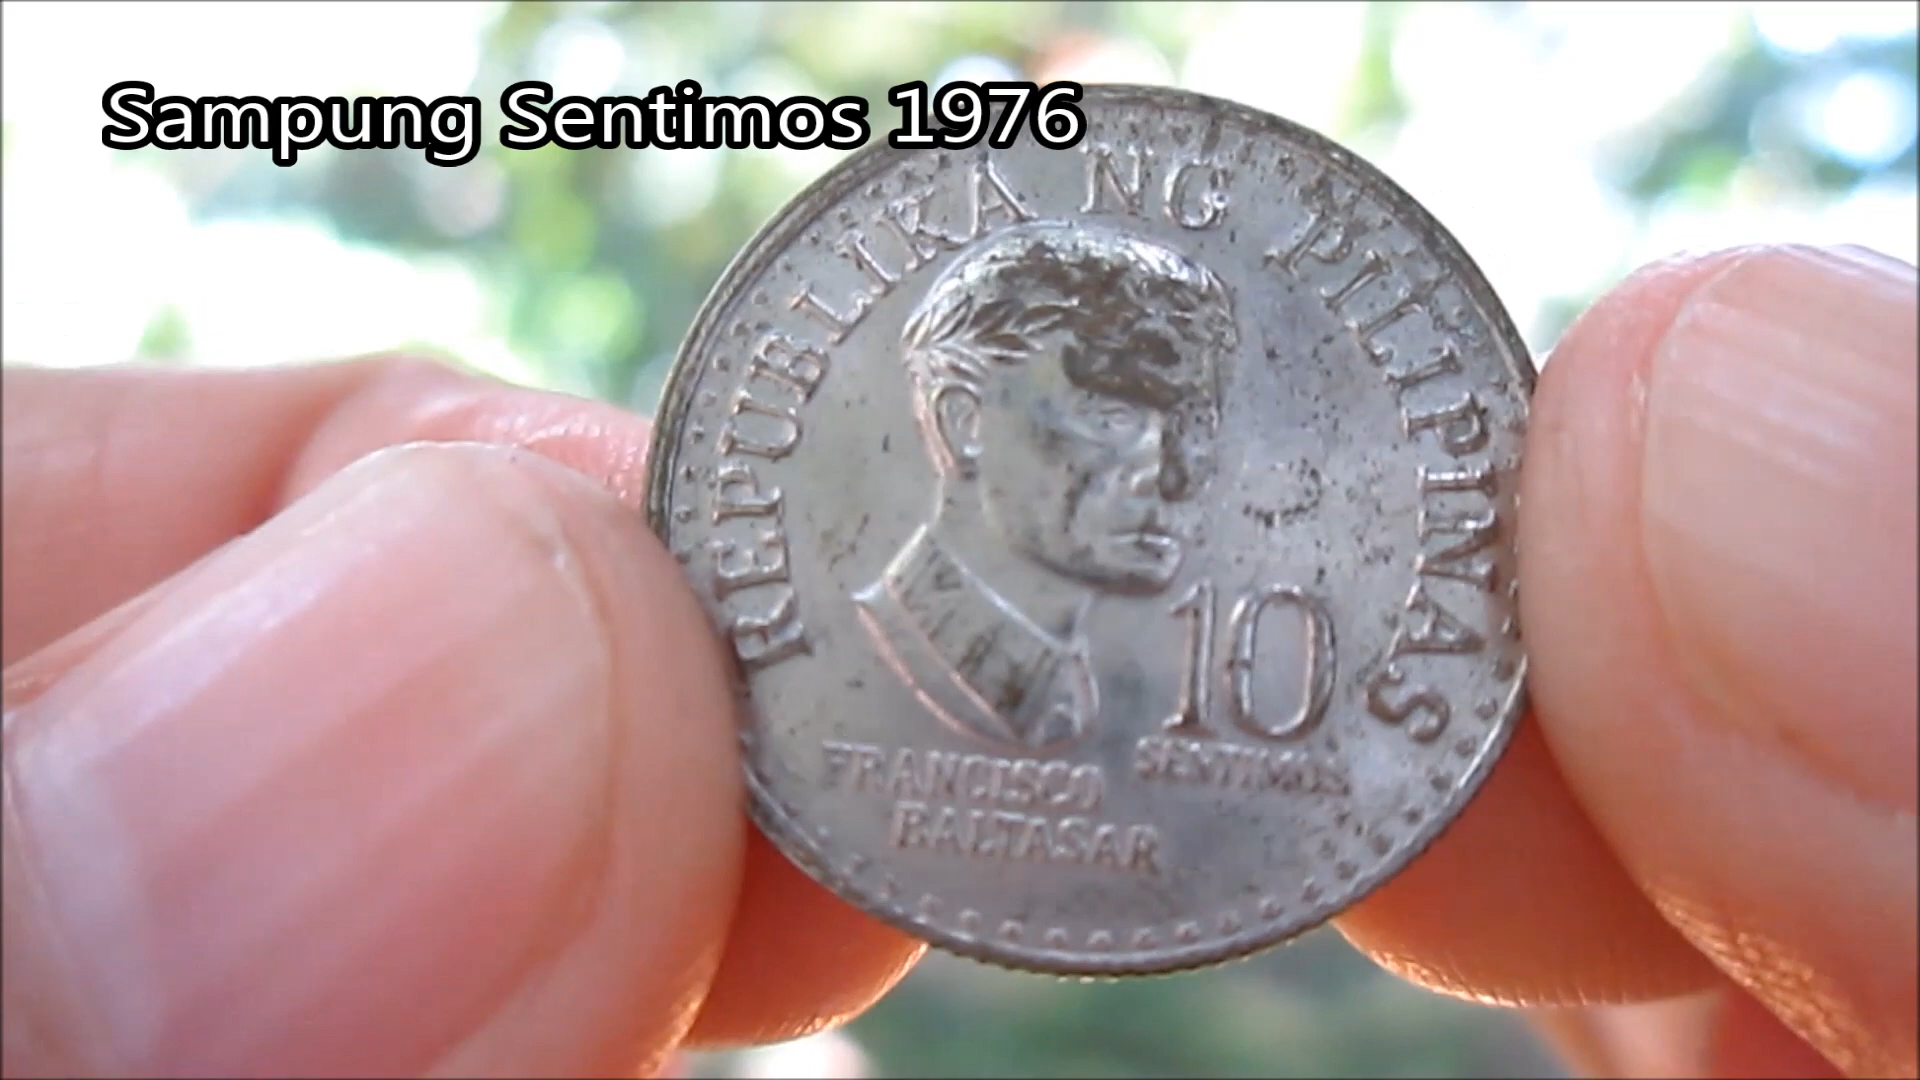 Sampung Sentimos 1976
REPUBLIKA NG PILIPINAS
10
SENTIMOS
FRANCISCO
BALTASAR